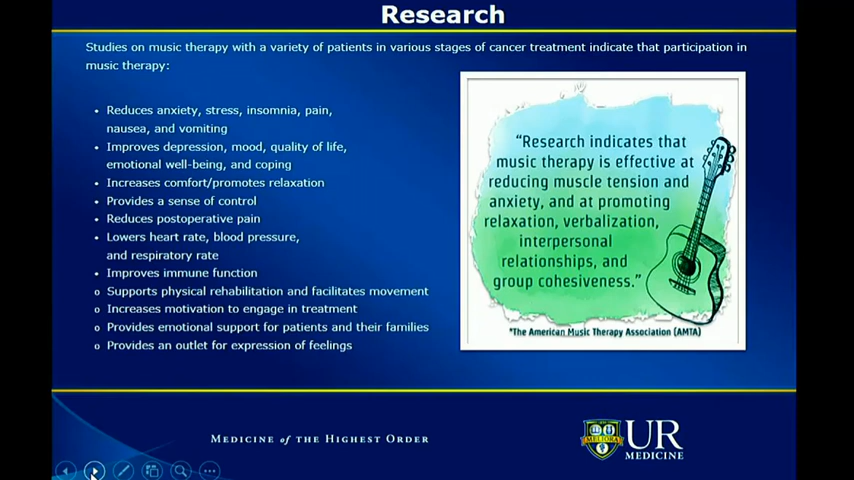 Research
Studies on music therapy with a variety of patients in various stages of cancer treatment indicate that participation in
music therapy:
• Reduces anxiety, stress, insomnia, pain,
nausea, and vomiting
• Improves depression, mood, quality of life,
emotional well-being, and coping
• Increases comfort/promotes relaxation
• Provides a sense of control
• Reduces postoperative pain
• Lowers heart rate, blood pressure,
and respiratory rate
• Improves immune function
o Supports physical rehabilitation and facilitates movement
o Increases motivation to engage in treatment
o Provides emotional support for patients and their families
o Provides an outlet for expression of feelings
“Research indicates that
music therapy is effective at
reducing muscle tension and
anxiety, and at promoting
relaxation, verbalization,
interpersonal
relationships, and
group cohesiveness.”
*The American Music Therapy Association (AMTA)
MEDICINE of THE HIGHEST ORDER
MELIORA
UR
MEDICINE